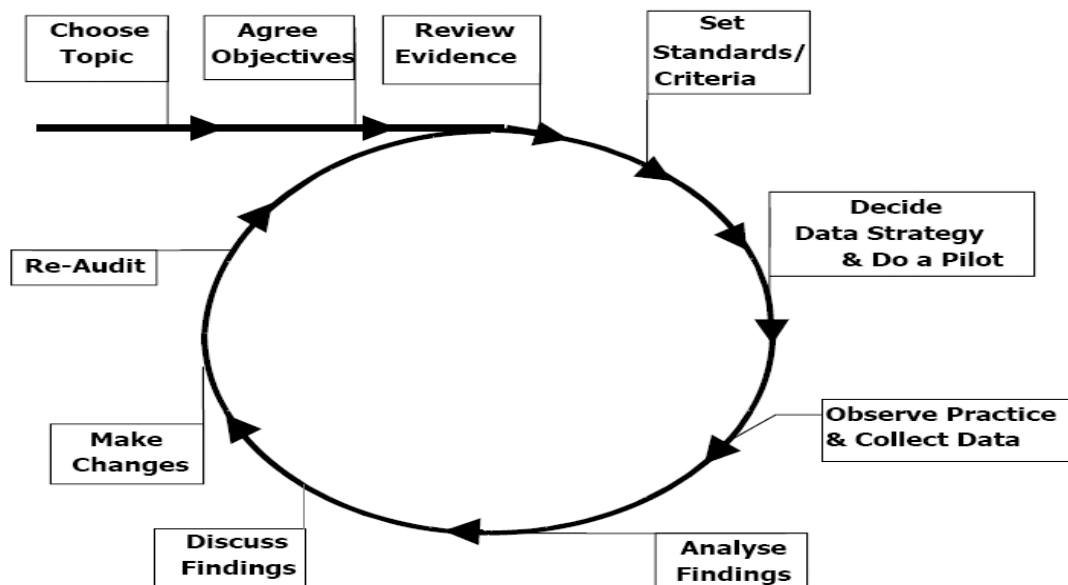 Choose
Topic
Agree
Objectives
Review
Evidence
Set
Standards/
Criteria
Decide
Data Strategy
& Do a Pilot
Observe Practice
& Collect Data
Analyse
Findings
Discuss
Findings
Make
Changes
Re-Audit